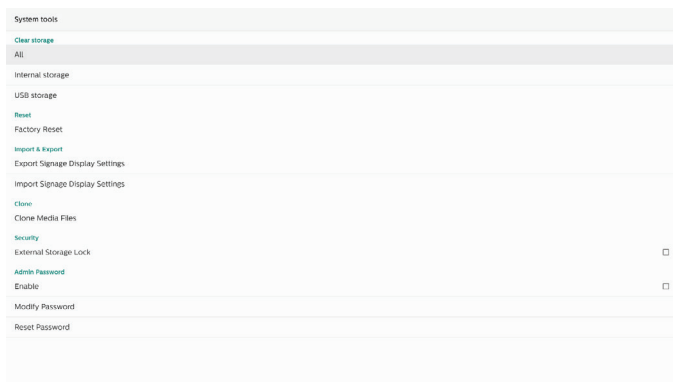 System tools
Clear storage
All
Internal storage
USB storage
Reset
Factory Reset
Import & Export
Export Signage Display Settings
Import Signage Display Settings
Clone
Clone Media Files
Security
External Storage Lock
Admin Password
Enable
Modify Password
Reset Password